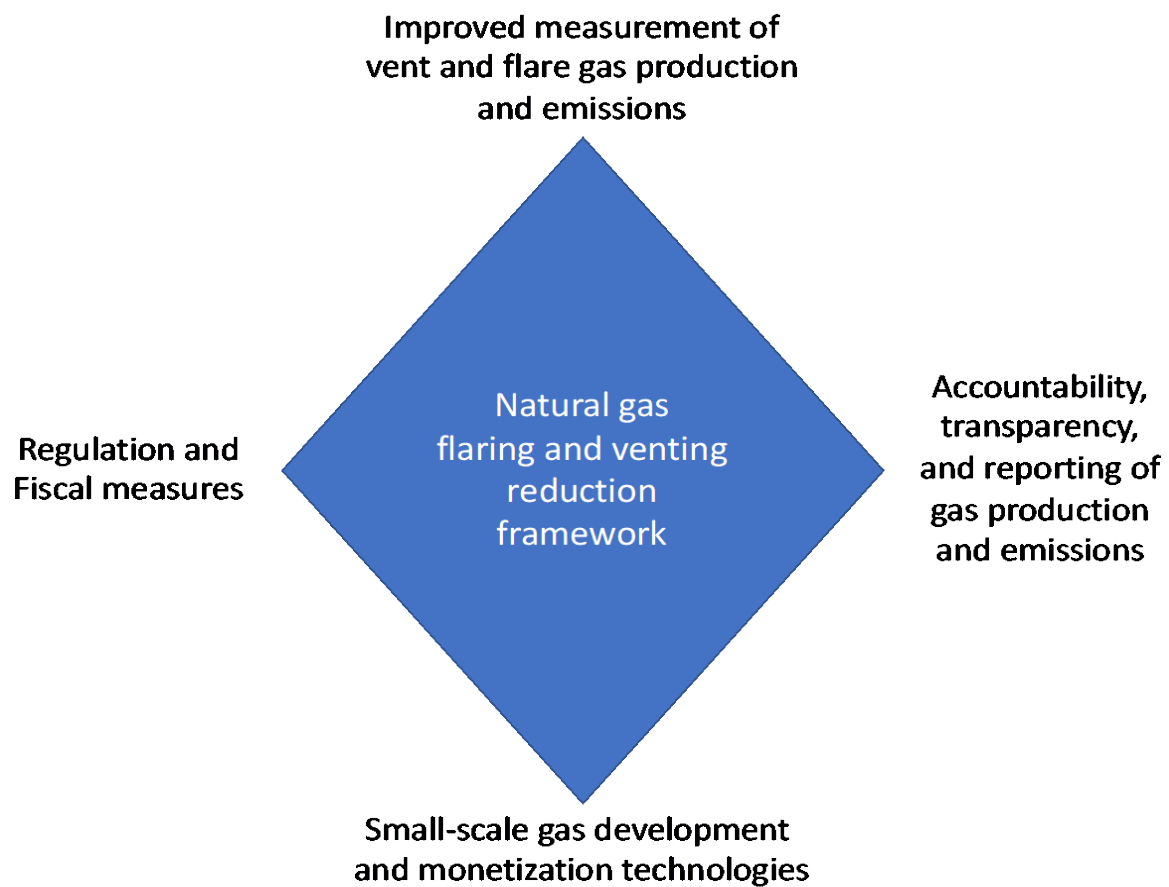 Improved measurement of
vent and flare gas production
and emissions
Natural gas
flaring and venting
reduction
framework
Regulation and
Fiscal measures
Accountability,
transparency,
and reporting of
gas production
and emissions
Small-scale gas development
and monetization technologies